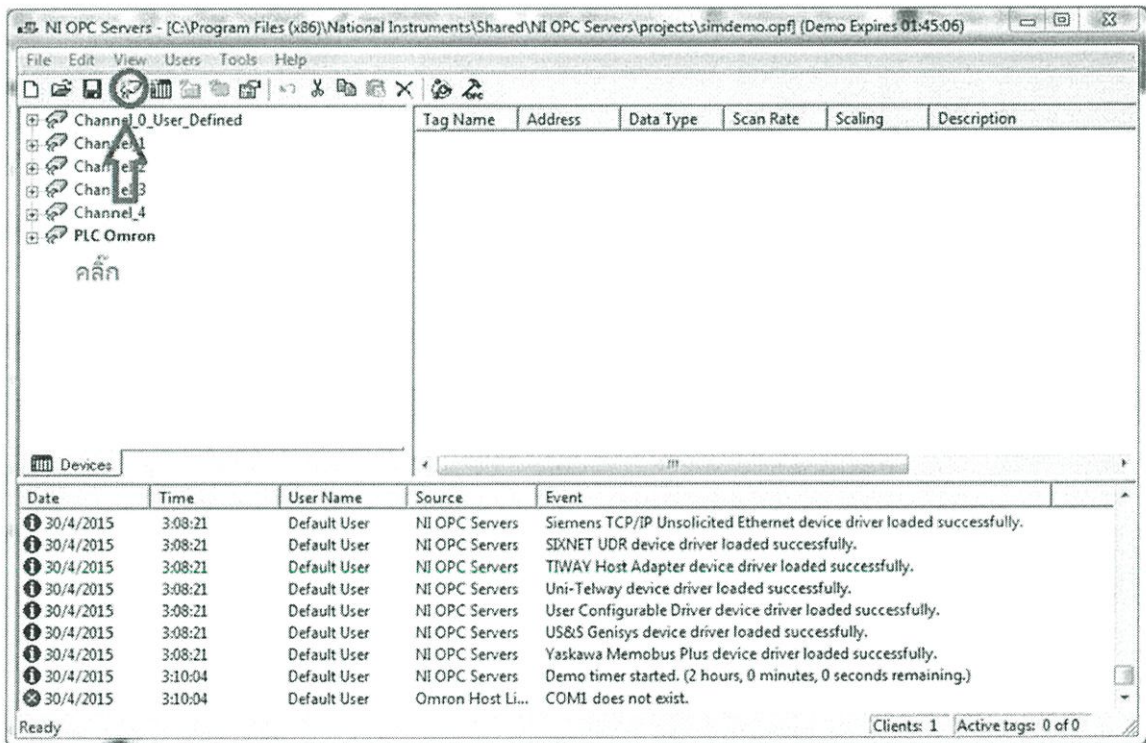 NI OPC Servers - [C:\Program Files (x86)\National Instruments\Shared\NI OPC Servers\projects\simdemo.opf] (Demo Expires 01:45:06)
File Edit View Users Tools Help
Channel_0_User_Defined
Channel_1
Channel_2
Channel_3
Channel_4
PLC Omron
คลิ๊ก
Devices
Tag Name Address Data Type Scan Rate Scaling Description
Date Time User Name Source Event
30/4/2015 3:08:21 Default User NI OPC Servers Siemens TCP/IP Unsolicited Ethernet device driver loaded successfully.
30/4/2015 3:08:21 Default User NI OPC Servers SIXNET UDR device driver loaded successfully.
30/4/2015 3:08:21 Default User NI OPC Servers TIWAY Host Adapter device driver loaded successfully.
30/4/2015 3:08:21 Default User NI OPC Servers Uni-Telway device driver loaded successfully.
30/4/2015 3:08:21 Default User NI OPC Servers User Configurable Driver device driver loaded successfully.
30/4/2015 3:08:21 Default User NI OPC Servers US&S Genisys device driver loaded successfully.
30/4/2015 3:08:21 Default User NI OPC Servers Yaskawa Memobus Plus device driver loaded successfully.
30/4/2015 3:10:04 Default User NI OPC Servers Demo timer started. (2 hours, 0 minutes, 0 seconds remaining.)
30/4/2015 3:10:04 Default User Omron Host Li... COM1 does not exist.
Ready Clients: 1 Active tags: 0 of 0